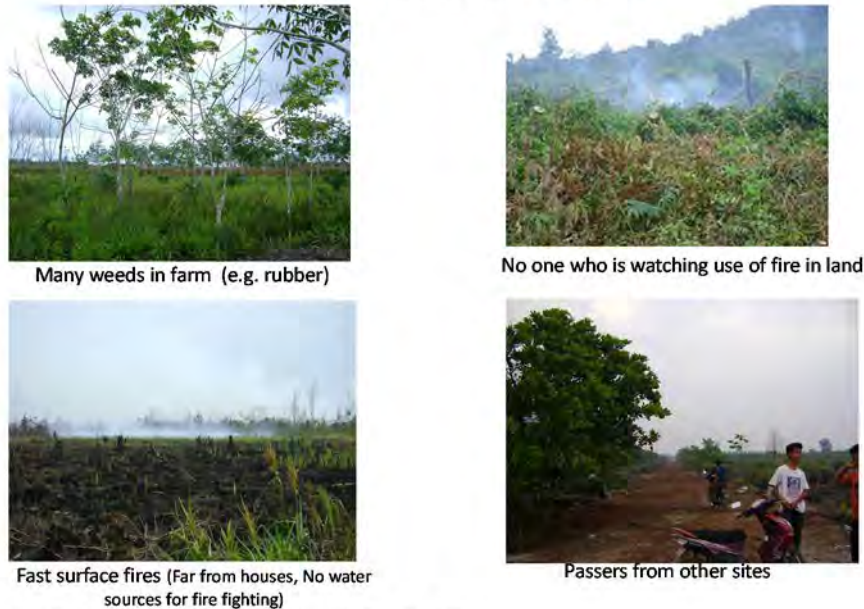 Many weeds in farm (e.g. rubber)
No one who is watching use of fire in land
Fast surface fires (Far from houses, No water
sources for fire fighting)
Passers from other sites